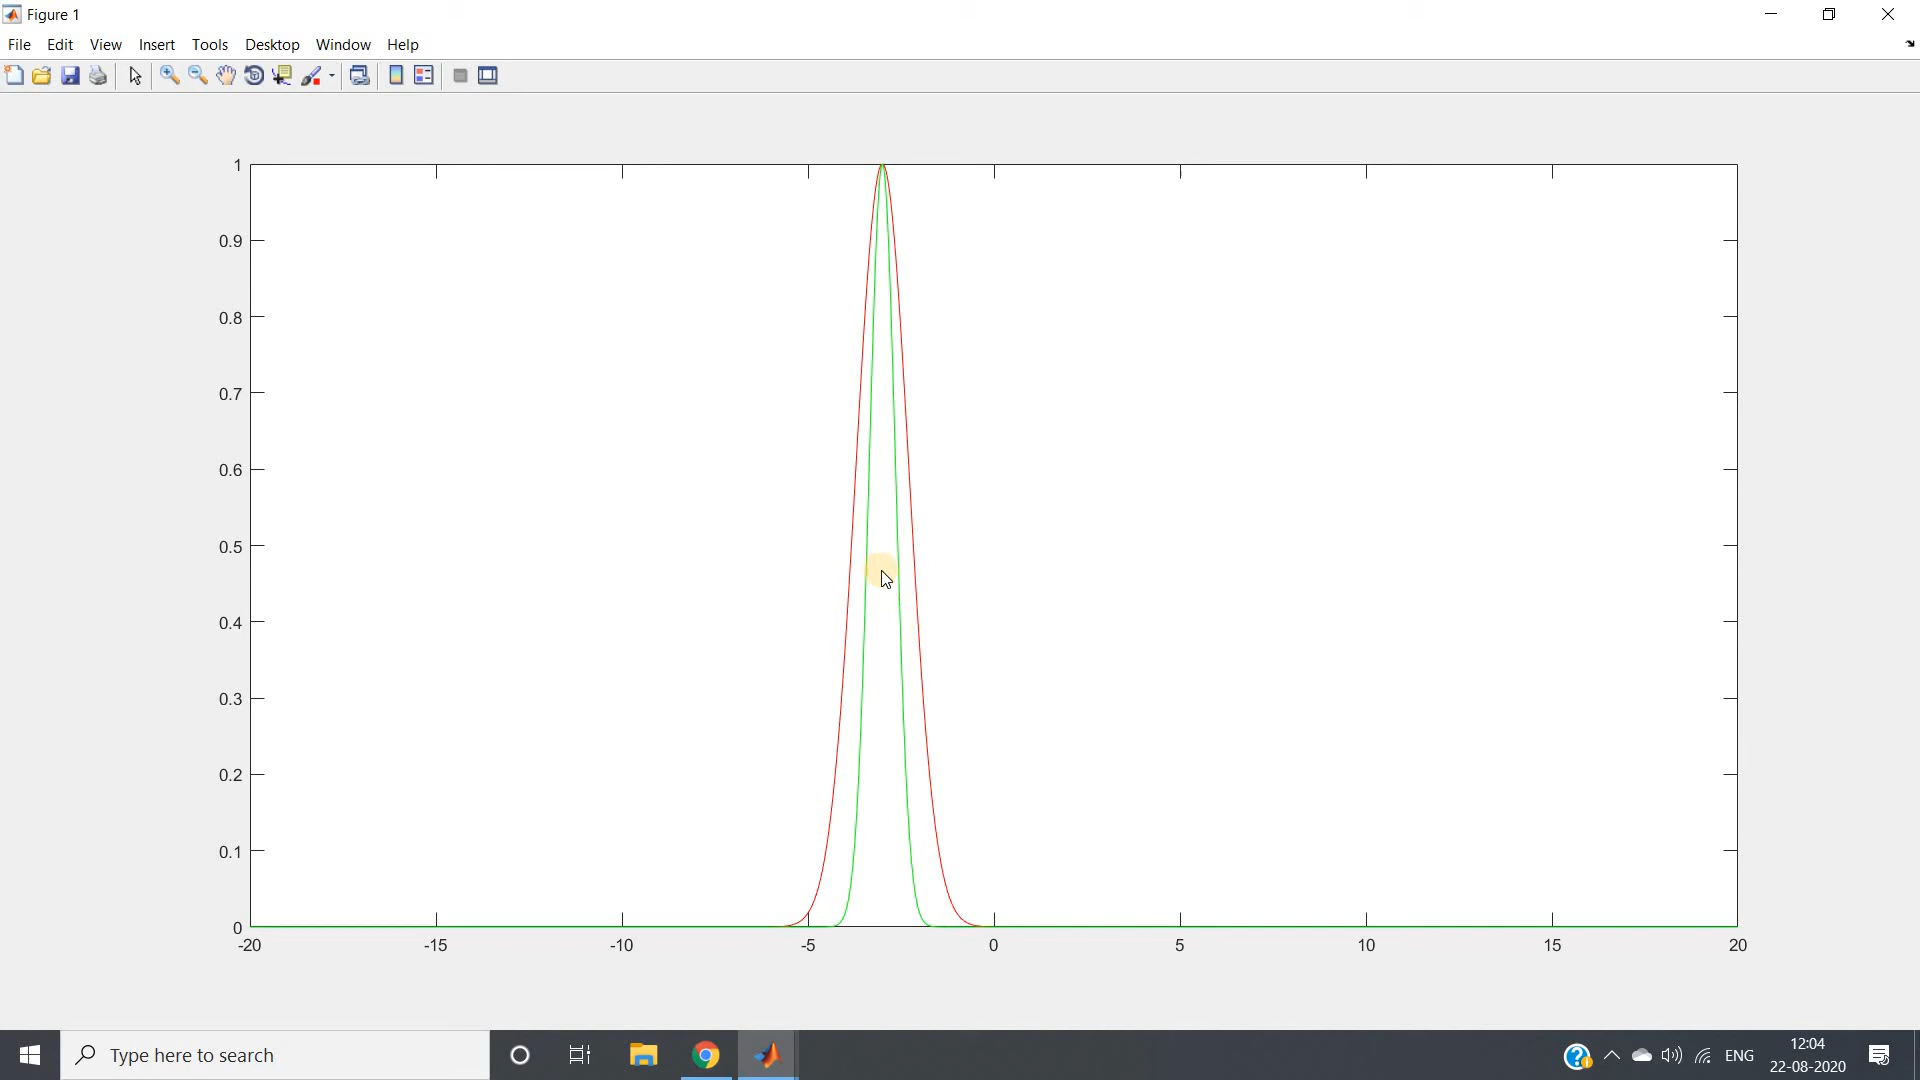 Figure 1
File Edit View Insert Tools Desktop Window Help
1
0.9
0.8
0.7
0.6
0.5
0.4
0.3
0.2
0.1
0
-20 -15 -10 -5 0 5 10 15 20
Type here to search
ENG
12:04
22-08-2020